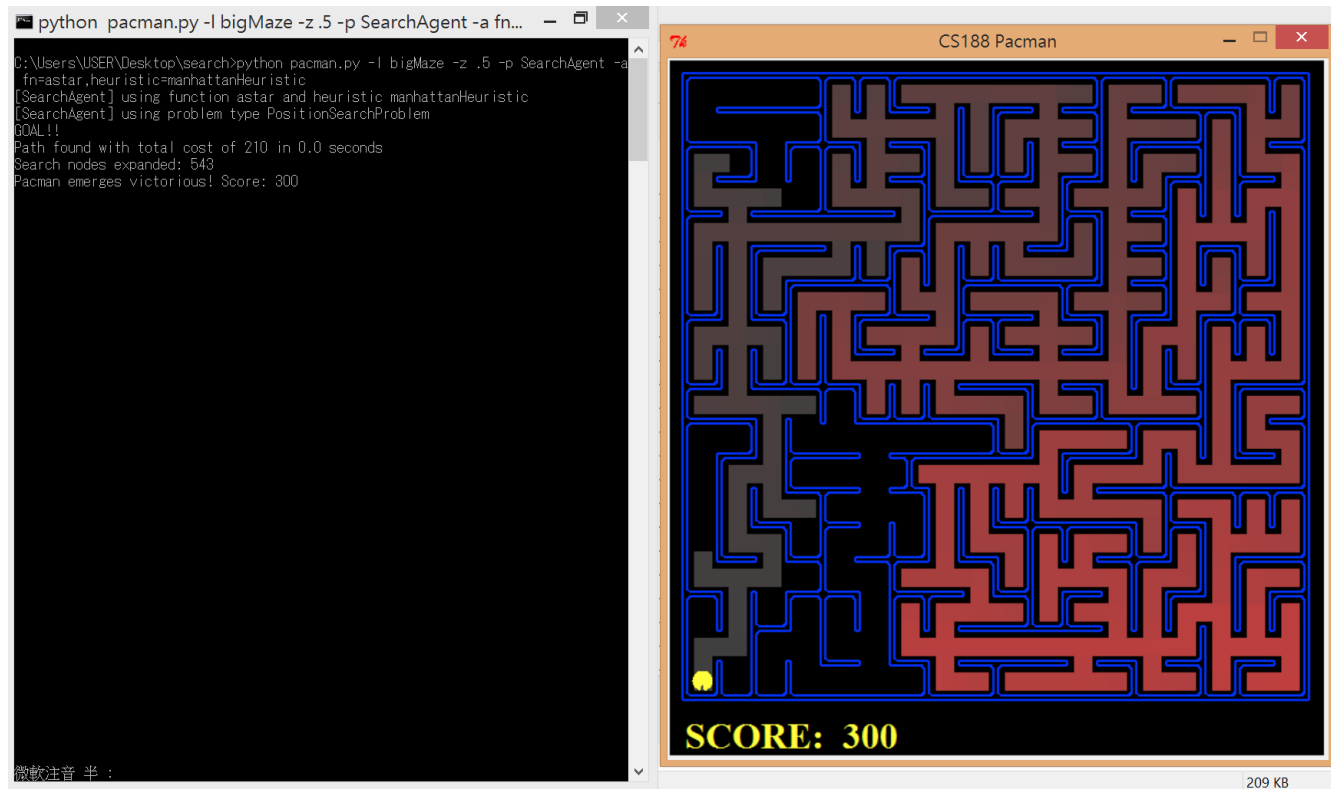 python pacman.py -l bigMaze -z .5 -p SearchAgent -a fn...
C:\Users\USER\Desktop\search>python pacman.py -l bigMaze -z .5 -p SearchAgent -a
fn=astar,heuristic=manhattanHeuristic
[SearchAgent] using function astar and heuristic manhattanHeuristic
[SearchAgent] using problem type PositionSearchProblem
GOAL!!
Path found with total cost of 210 in 0.0 seconds
Search nodes expanded: 543
Pacman emerges victorious! Score: 300
微軟注音 半 :
CS188 Pacman
SCORE: 300
209 KB